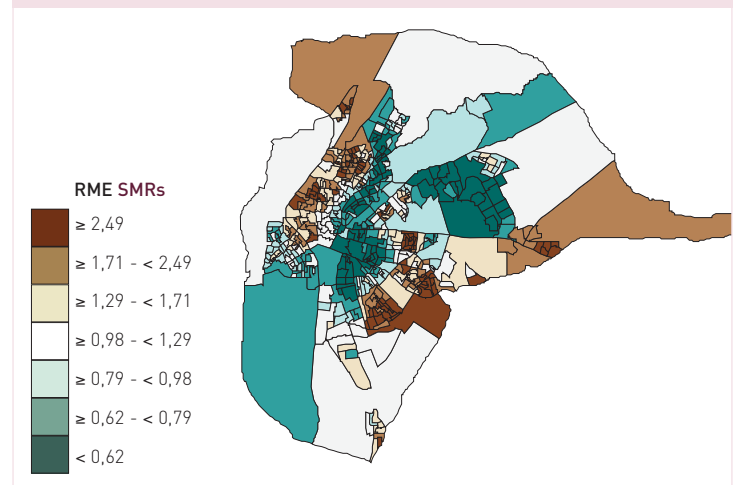 RME SMRs
≥ 2,49
≥ 1,71 - < 2,49
≥ 1,29 - < 1,71
≥ 0,98 - < 1,29
≥ 0,79 - < 0,98
≥ 0,62 - < 0,79
< 0,62